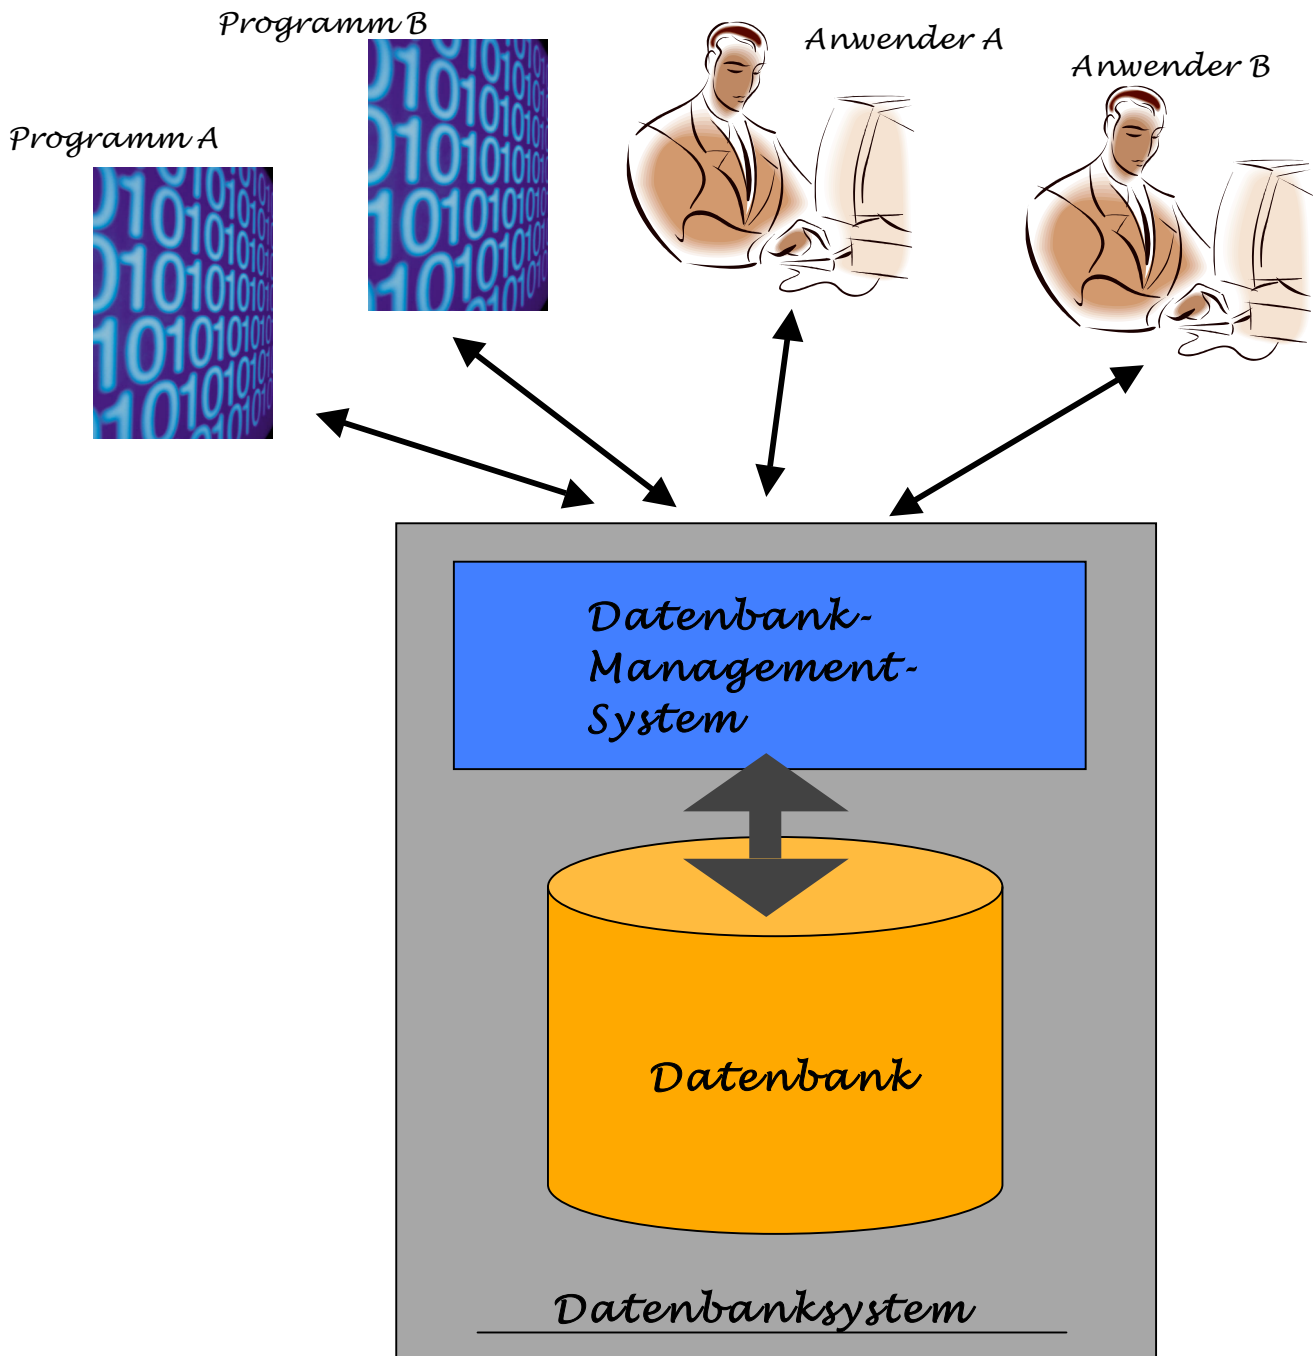 Programm B
Anwender A
Anwender B
Programm A
Datenbank-
Management-
System
Datenbank
Datenbanksystem